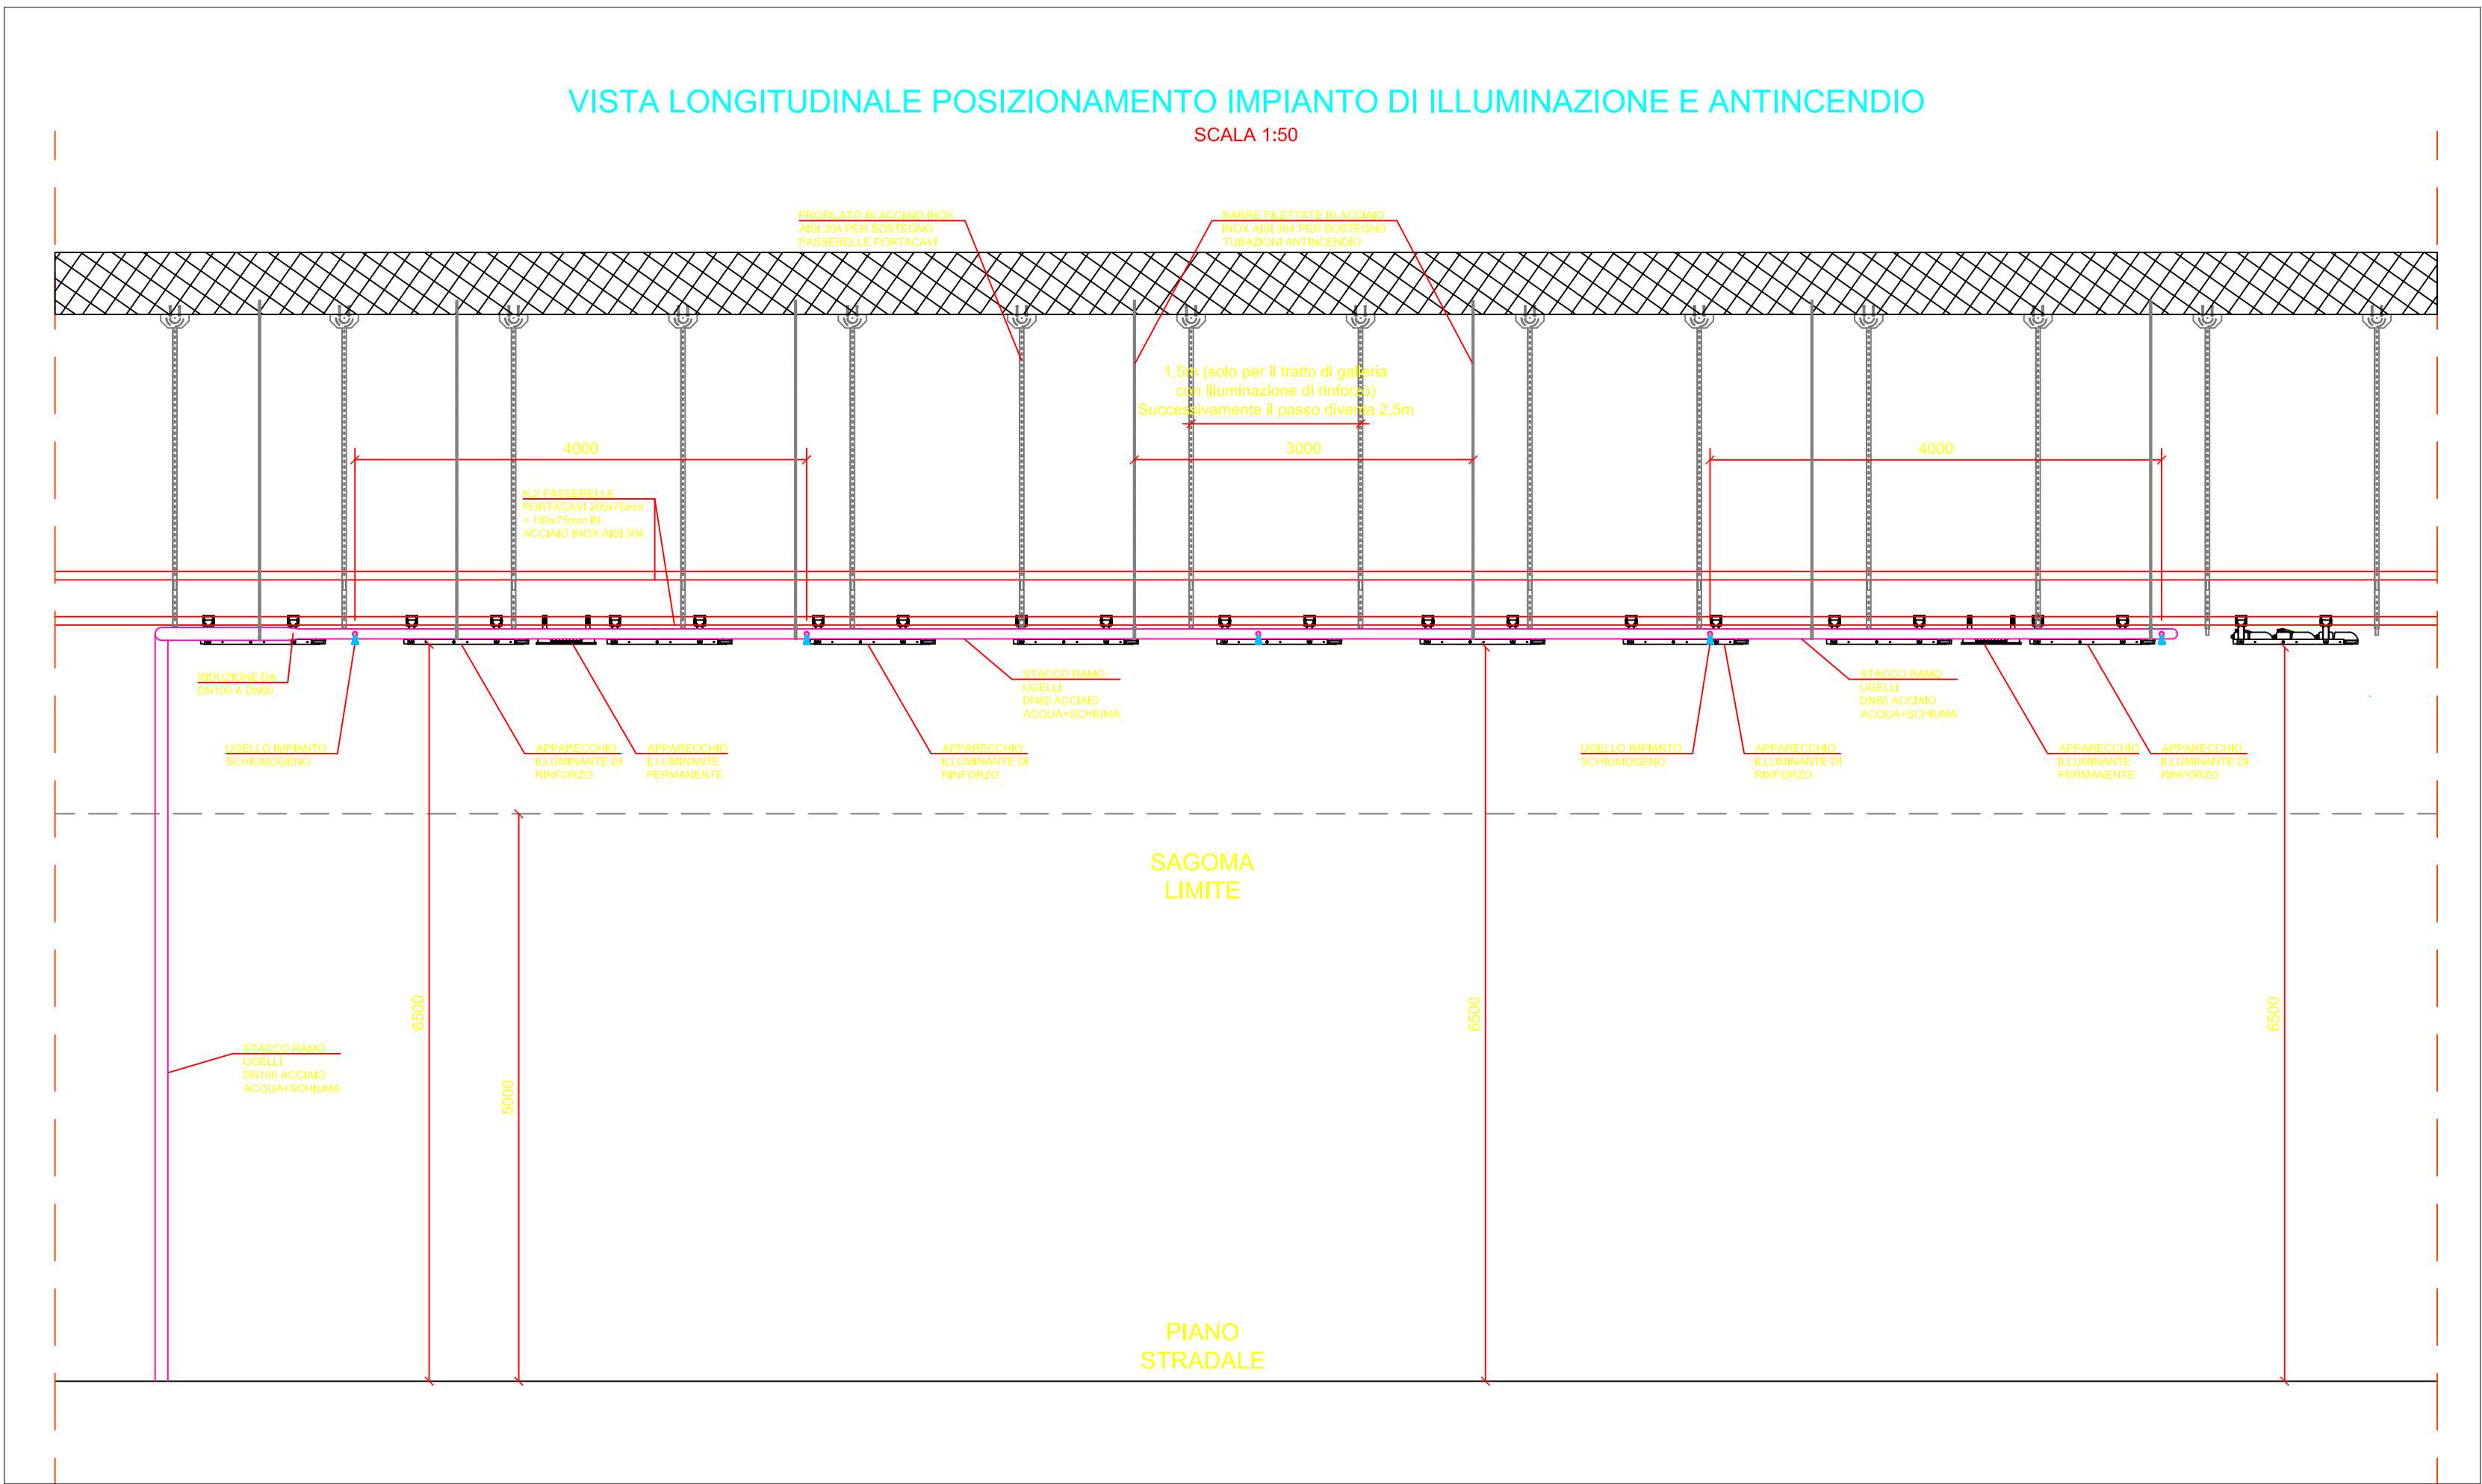 VISTA LONGITUDINALE POSIZIONAMENTO IMPIANTO DI ILLUMINAZIONE E ANTINCENDIO
SCALA 1:50
PROFILATO IN ACCIAIO INOX
AISI 304 PER SOSTEGNO
PASSERELLE PORTACAVI
BARRE FILETTATE IN ACCIAIO
INOX AISI 304 PER SOSTEGNO
TUBAZIONI ANTINCENDIO
1,5m (solo per il tratto di galleria
con illuminazione di rinforzo)
Successivamente il passo diventa 2,5m
4000
3000
4000
N.2 PASSERELLE
PORTACAVI 200x75mm
+ 100x75mm IN
ACCIAIO INOX AISI 304
RIDUZIONE DA
DN100 A DN80
STACCO RAMO
UGELLI
DN80 ACCIAIO
ACQUA+SCHIUMA
STACCO RAMO
UGELLI
DN80 ACCIAIO
ACQUA+SCHIUMA
UGELLO IMPIANTO
SCHIUMOGENO
APPARECCHIO
ILLUMINANTE DI
RINFORZO
APPARECCHIO
ILLUMINANTE
PERMANENTE
APPARECCHIO
ILLUMINANTE DI
RINFORZO
UGELLO IMPIANTO
SCHIUMOGENO
APPARECCHIO
ILLUMINANTE DI
RINFORZO
APPARECCHIO
ILLUMINANTE
PERMANENTE
APPARECCHIO
ILLUMINANTE DI
RINFORZO
SAGOMA
LIMITE
6500
5000
6500
6500
STACCO RAMO
UGELLI
DN100 ACCIAIO
ACQUA+SCHIUMA
PIANO
STRADALE